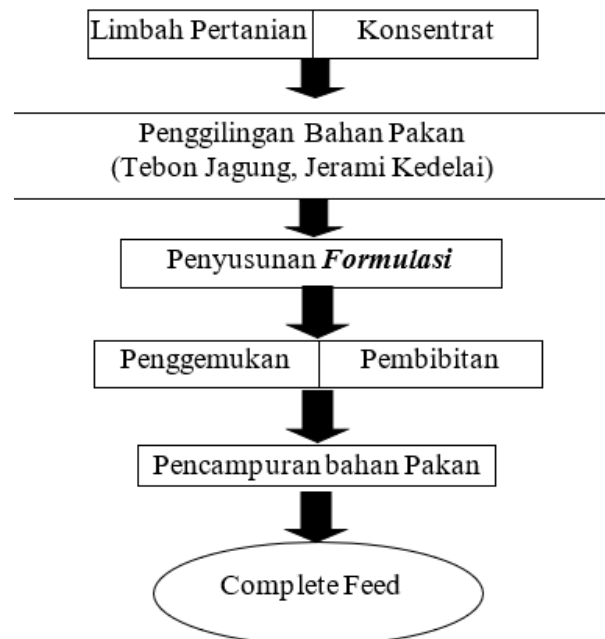 Limbah Pertanian Konsentrat
Penggilingan Bahan Pakan
(Tebon Jagung, Jerami Kedelai)
Penyusunan Formulasi
Penggemukan Pembibitan
Pencampuran bahan Pakan
Complete Feed